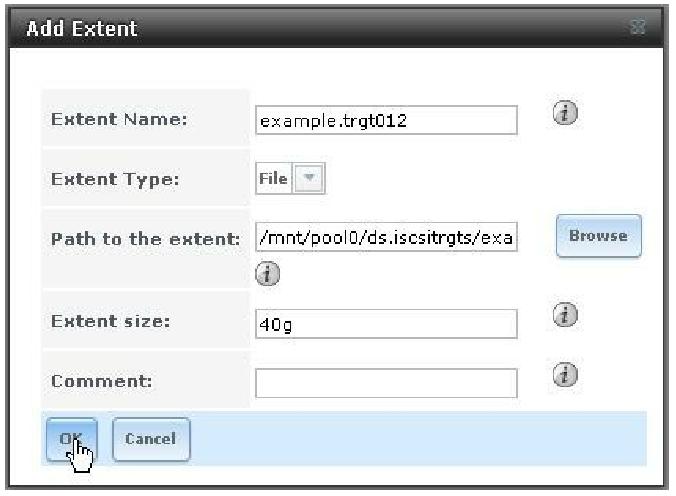 Add Extent
Extent Name: example.trgt012
Extent Type: File
Path to the extent: /mnt/pool0/ds.iscsitrgts/exa Browse
Extent size: 40g
Comment:
OK Cancel